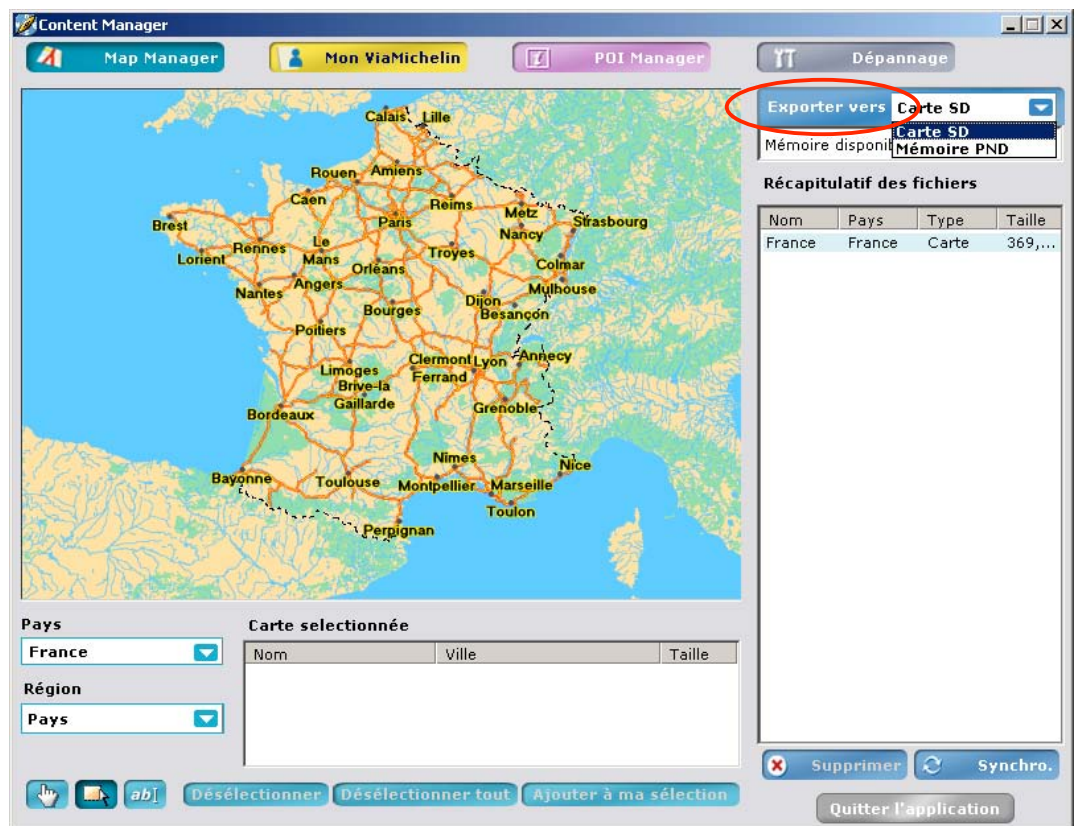 Content Manager
Map Manager
Mon ViaMichelin
POI Manager
Dépannage
Exporter vers
Carte SD
Carte SD
Mémoire PND
Mémoire
Récapitulatif des fichiers
Nom Pays Type Taille
France France Carte 369,...
Calais Lille
Rouen Amiens
Caen Reims Metz
Brest Paris Strasbourg
Nancy
Rennes Le Mans Troyes
Lorient Orléans Colmar
Angers Mulhouse
Nantes Dijon
Bourges Besançon
Poitiers
Clermont Ferrand Lyon Annecy
Limoges
Brive-la Gaillarde
Bordeaux Grenoble
Nîmes Nice
Bayonne Toulouse Montpellier Marseille
Toulon
Perpignan
Pays
France
Région
Pays
Carte selectionnée
Nom Ville Taille
ab
Désélectionner
Désélectionner tout
Ajouter à ma sélection
Supprimer
Synchro.
Quitter l'application